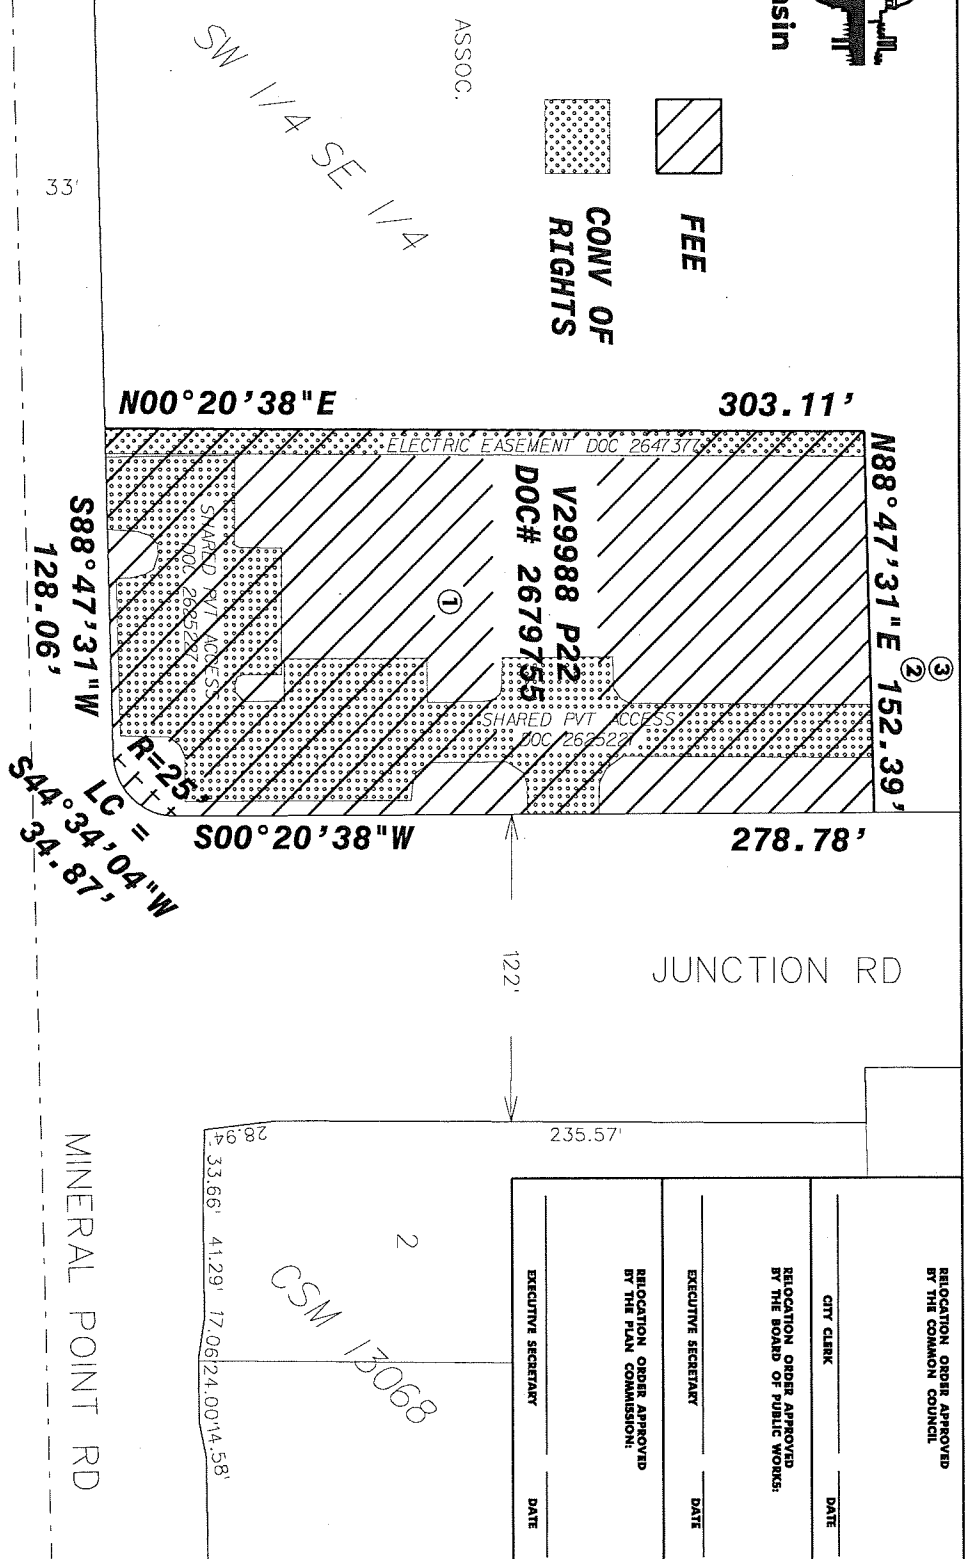 sin
ASSOC.
SW 1/4 SE 1/4
33'
FEE
CONV OF
RIGHTS
N00°20'38"E
303.11'
ELECTRIC EASEMENT DOC 2647377
N88°47'31"E 152.39'
③
②
V29988 P22
DOC# 2679755
①
SHARED PVT ACCESS
DOC 2625227
SHARED PVT ACCESS
DOC 2625227
S88°47'31"W
128.06'
R=25'
LC =
S44°34'04"W
34.87'
S00°20'38"W
278.78'
122'
JUNCTION RD
235.57'
28.94'
33.66'
41.29'
17.06'
24.00'
14.58'
2
CSM 13068
MINERAL POINT RD
RELOCATION ORDER APPROVED
BY THE COMMON COUNCIL
CITY CLERK DATE
RELOCATION ORDER APPROVED
BY THE BOARD OF PUBLIC WORKS:
EXECUTIVE SECRETARY DATE
RELOCATION ORDER APPROVED
BY THE PLAN COMMISSION:
EXECUTIVE SECRETARY DATE